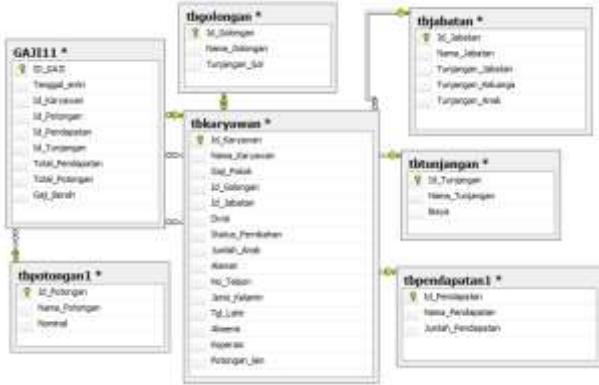 GAJI11 *
ID_GAJI
Tanggal_entri
Id_Karyawan
Id_Potongan
Id_Pendapatan
Id_Tunjangan
Total_Pendapatan
Total_Potongan
Gaji_Bersih
tbgolongan *
Id_Golongan
Nama_Golongan
Tunjangan_Gol
tbjabatan *
Id_Jabatan
Nama_Jabatan
Tunjangan_Jabatan
Tunjangan_Keluarga
Tunjangan_Anak
tbkaryawan *
Id_Karyawan
Nama_Karyawan
Gaji_Pokok
Id_Golongan
Id_Jabatan
Divisi
Status_Pernikahan
Jumlah_Anak
Alamat
No_Telpon
Jenis_Kelamin
Tgl_Lahir
Absensi
Koperasi
Potongan_lain
tbtunjangan *
Id_Tunjangan
Nama_Tunjangan
Biaya
tbpotongan1 *
Id_Potongan
Nama_Potongan
Nominal
tbpendapatan1 *
Id_Pendapatan
Nama_Pendapatan
Jumlah_Pendapatan